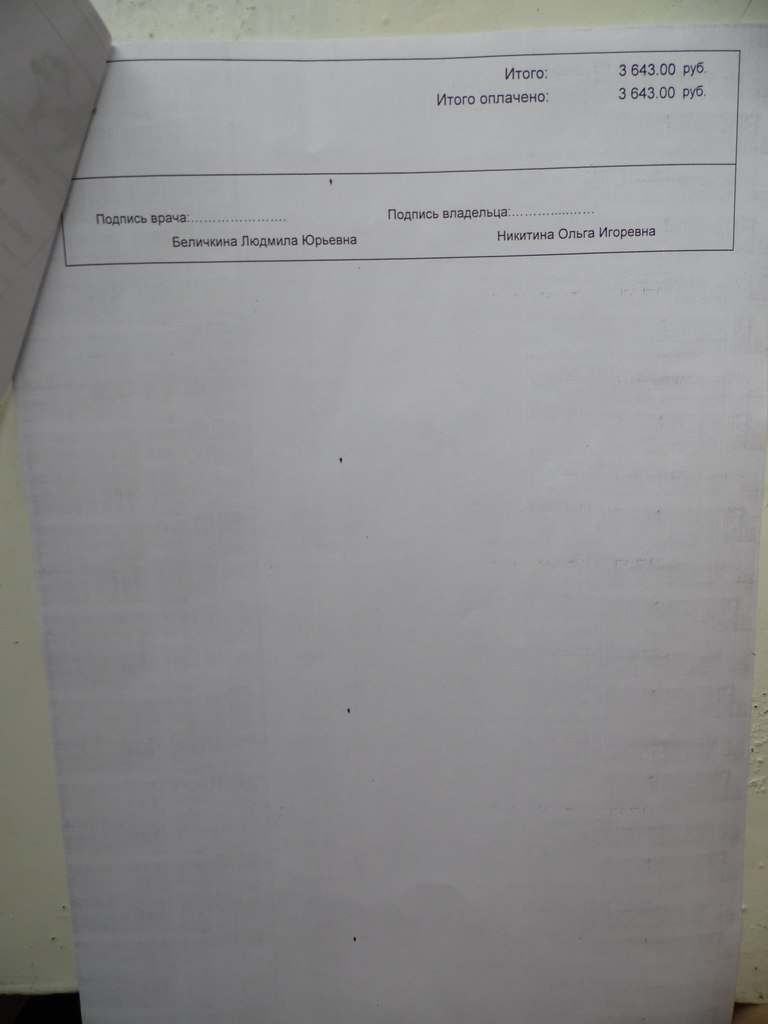 Итого: 3 643.00 руб.
Итого оплачено: 3 643.00 руб.
Подпись врача:..................... Подпись владельца:..................
Беличкина Людмила Юрьевна Никитина Ольга Игоревна